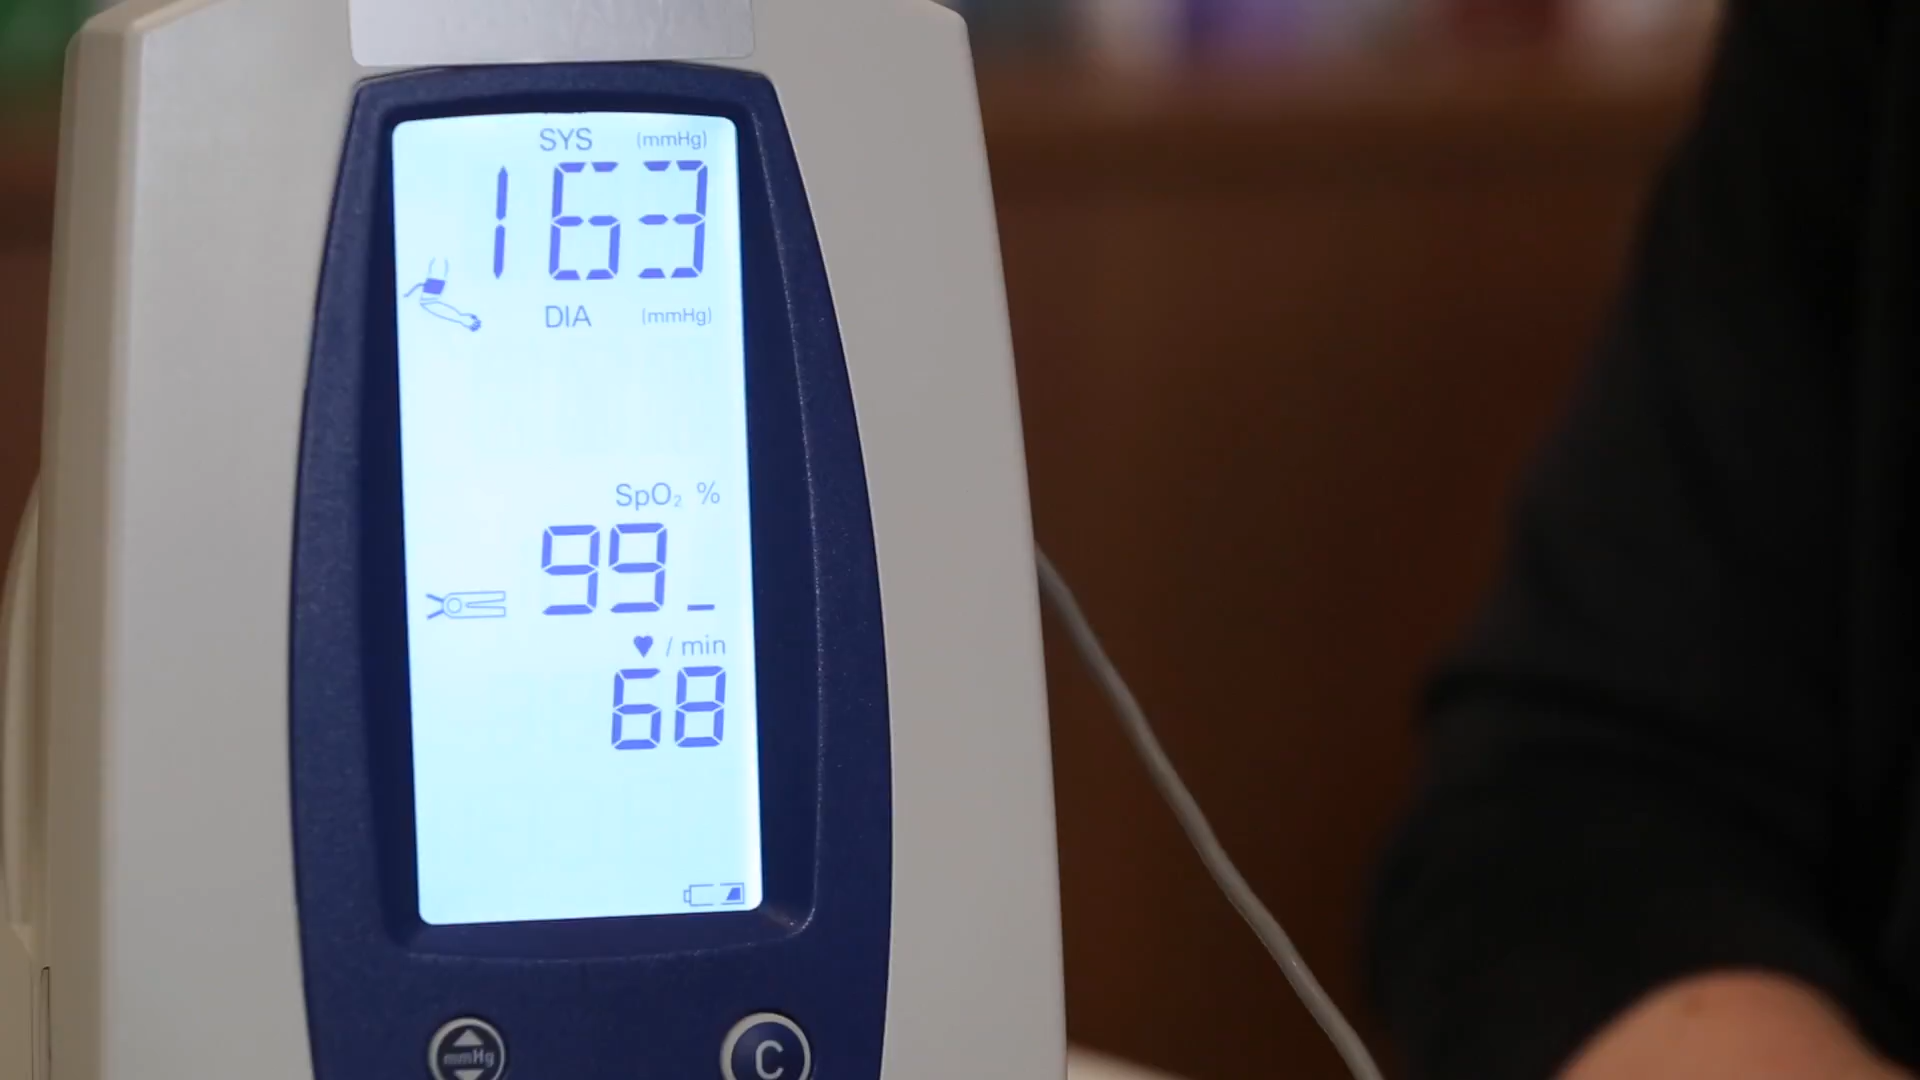 SYS (mmHg)
163
DIA (mmHg)
SpO₂ %
99
♥ / min
68
mmHg
C